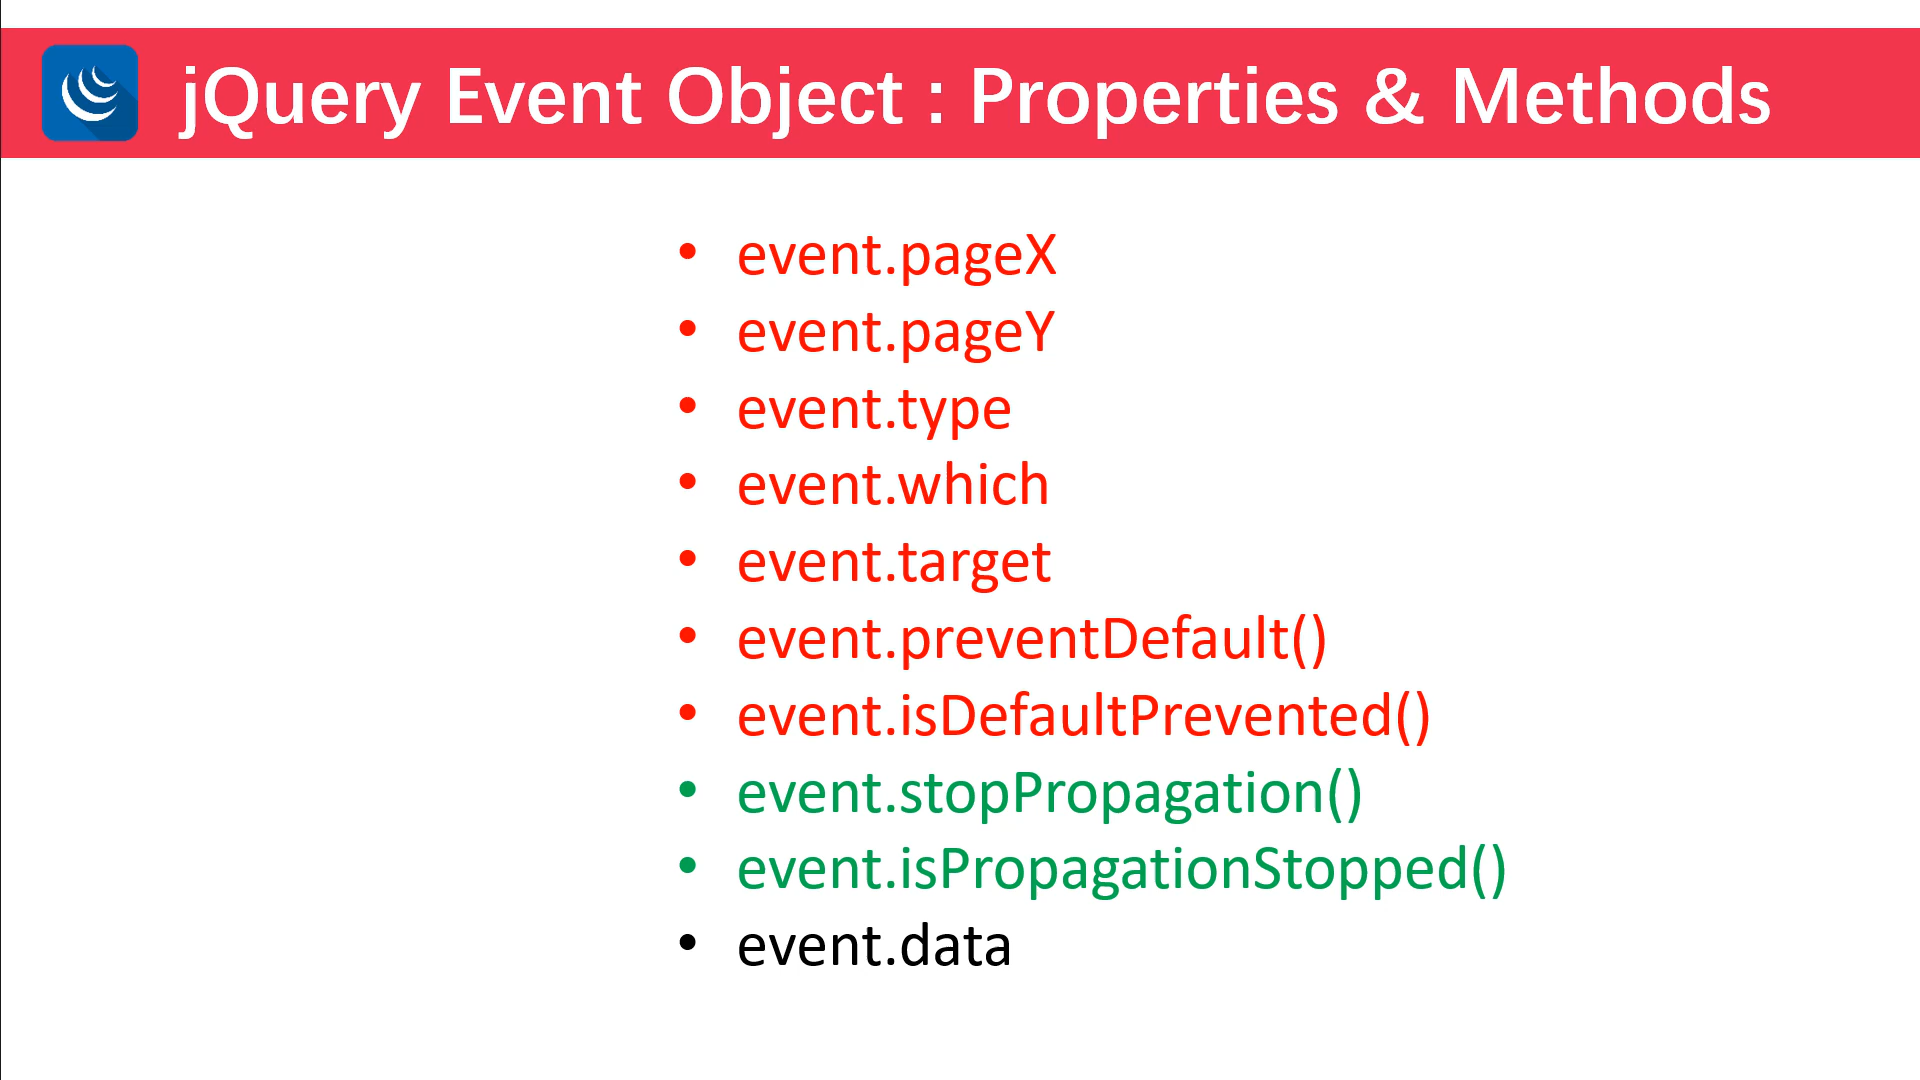 jQuery Event Object : Properties & Methods
• event.pageX
• event.pageY
• event.type
• event.which
• event.target
• event.preventDefault()
• event.isDefaultPrevented()
• event.stopPropagation()
• event.isPropagationStopped()
• event.data